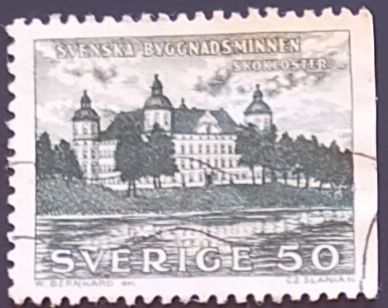 SVENSKA BYGGNADSMINNEN
SKOKLOSTER
SVERIGE 50
W. BERNHARD CZ. SLANIA